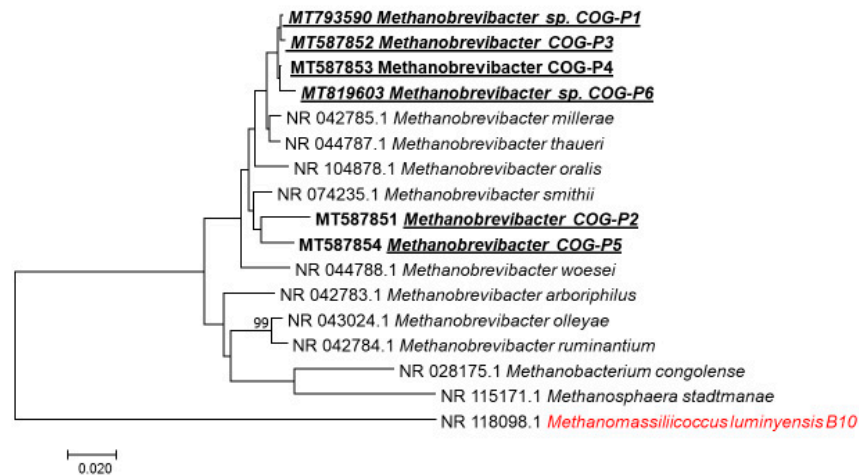 MT793590 Methanobrevibacter sp. COG-P1
MT587852 Methanobrevibacter COG-P3
MT587853 Methanobrevibacter COG-P4
MT819603 Methanobrevibacter sp. COG-P6
NR 042785.1 Methanobrevibacter millerae
NR 044787.1 Methanobrevibacter thaueri
NR 104878.1 Methanobrevibacter oralis
NR 074235.1 Methanobrevibacter smithii
MT587851 Methanobrevibacter COG-P2
MT587854 Methanobrevibacter COG-P5
NR 044788.1 Methanobrevibacter woesei
NR 042783.1 Methanobrevibacter arboriphilus
99 NR 043024.1 Methanobrevibacter olleyae
NR 042784.1 Methanobrevibacter ruminantium
NR 028175.1 Methanobacterium congolense
NR 115171.1 Methanosphaera stadtmanae
NR 118098.1 Methanomassiliicoccus luminyensis B10
0.020